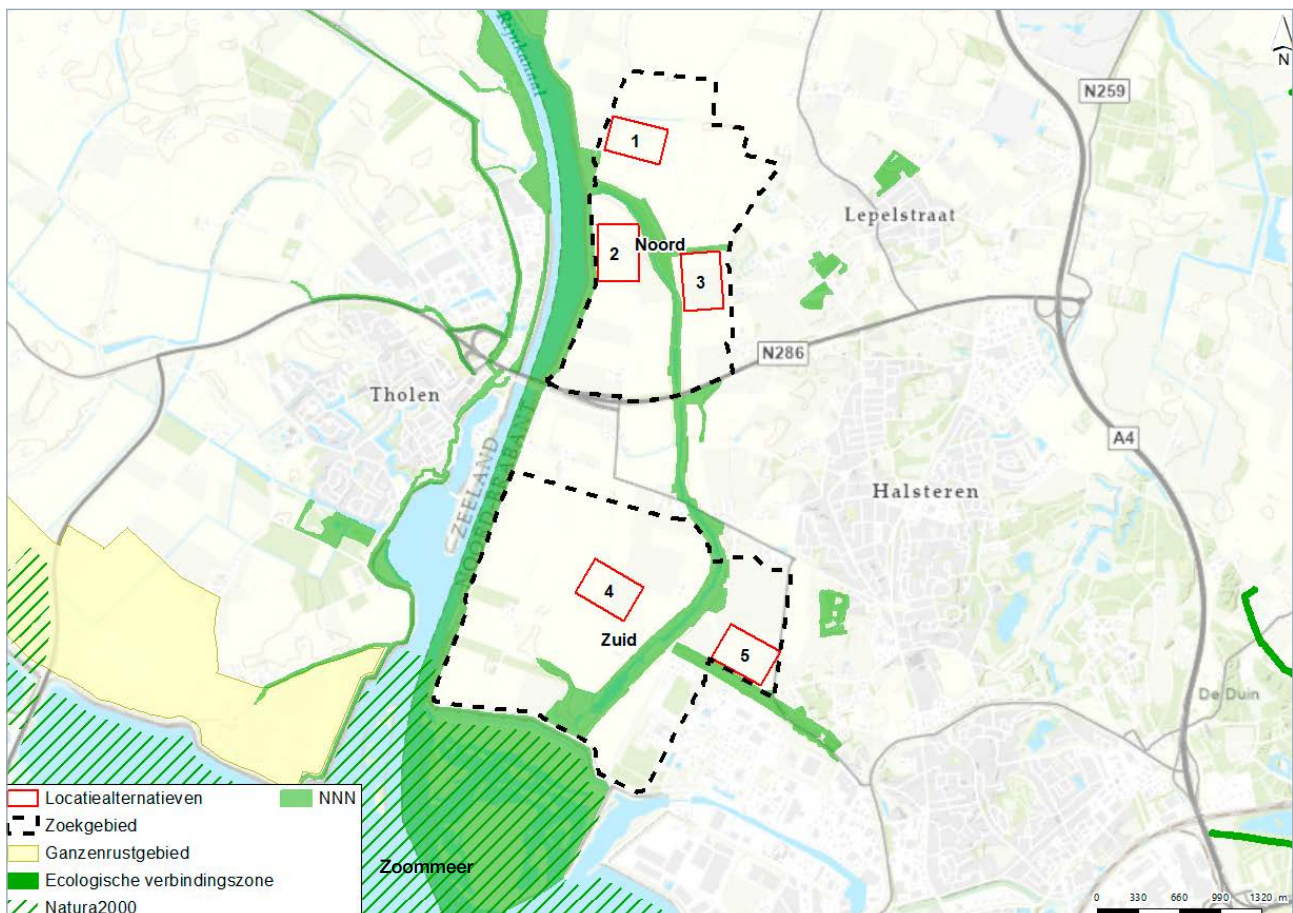 Rijnkanaal
N
N259
1
Lepelstraat
2
Noord
3
N286
Tholen
A4
ZEELAND
NOORD-BRABANT
Halsteren
4
Zuid
5
De Duin
Locatiealternatieven
NNN
Zoekgebied
Ganzenrustgebied
Ecologische verbindingszone
Natura2000
Zoommeer
0 330 660 990 1320 m